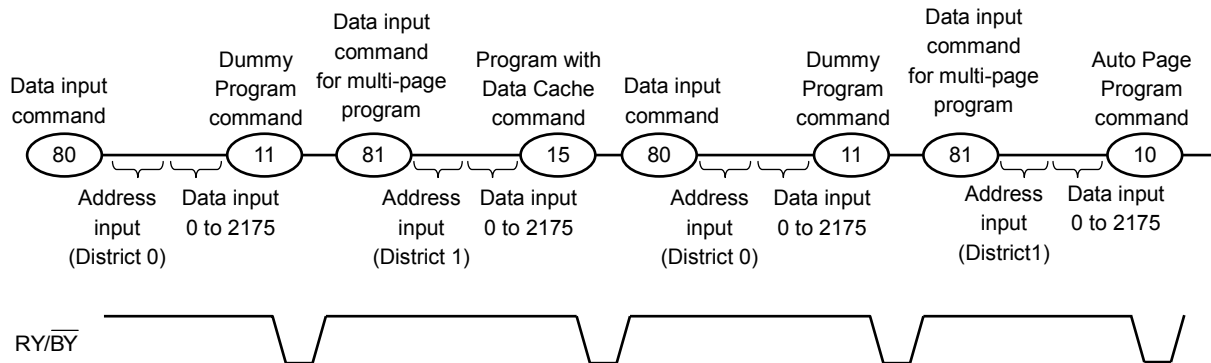 Data input
command
Dummy
Program
command
Data input
command
for multi-page
program
Program with
Data Cache
command
Data input
command
Dummy
Program
command
Data input
command
for multi-page
program
Auto Page
Program
command
80
11
81
15
80
11
81
10
Address
input
(District 0)
Data input
0 to 2175
Address
input
(District 1)
Data input
0 to 2175
Address
input
(District 0)
Data input
0 to 2175
Address
input
(District1)
Data input
0 to 2175
RY/B̅Y̅